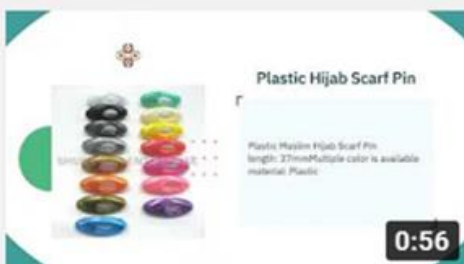 Plastic Hijab Scarf Pin
Plastic Muslim Hijab Scarf Pin
length: 37mmMultiple color is available
material: Plastic
0:56